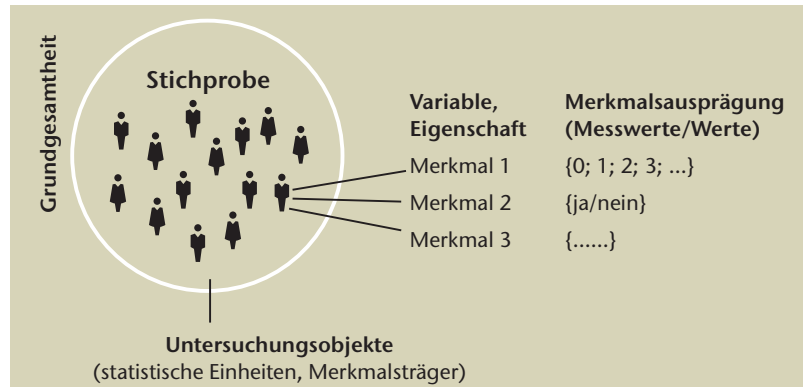 Grundgesamtheit
Stichprobe
Variable,
Eigenschaft
Merkmalsausprägung
(Messwerte/Werte)
Merkmal 1
{0; 1; 2; 3; ...}
Merkmal 2
{ja/nein}
Merkmal 3
{......}
Untersuchungsobjekte
(statistische Einheiten, Merkmalsträger)